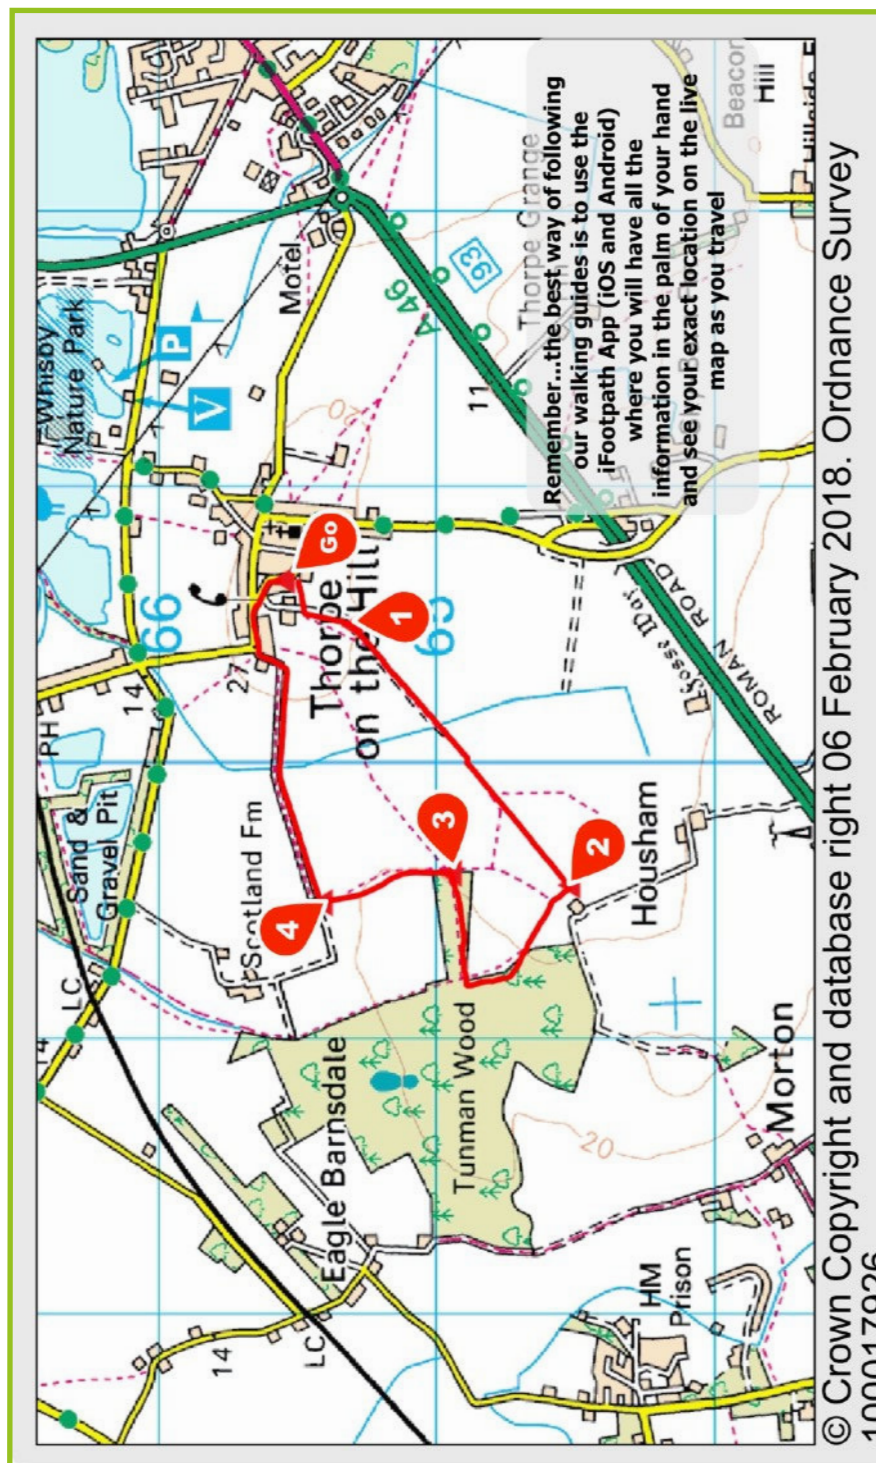 Whisby
Nature Park
PH
Sand &
Gravel Pit
LC
14
14
LC
14
66
P
V
27
Motel
Scotland Fm
Eagle Barnsdale
4
Go
Thorpe
on the Hill
1
65
3
A 46
93
11
Thorpe Grange
Tunman Wood
2
Housham
20
20
Fosse Way
ROMAN ROAD
HM
Prison
Morton
Beacon
Hill
Remember...the best way of following
our walking guides is to use the
iFootpath App (iOS and Android)
where you will have all the
information in the palm of your hand
and see your exact location on the live
map as you travel
© Crown Copyright and database right 06 February 2018. Ordnance Survey
100017926